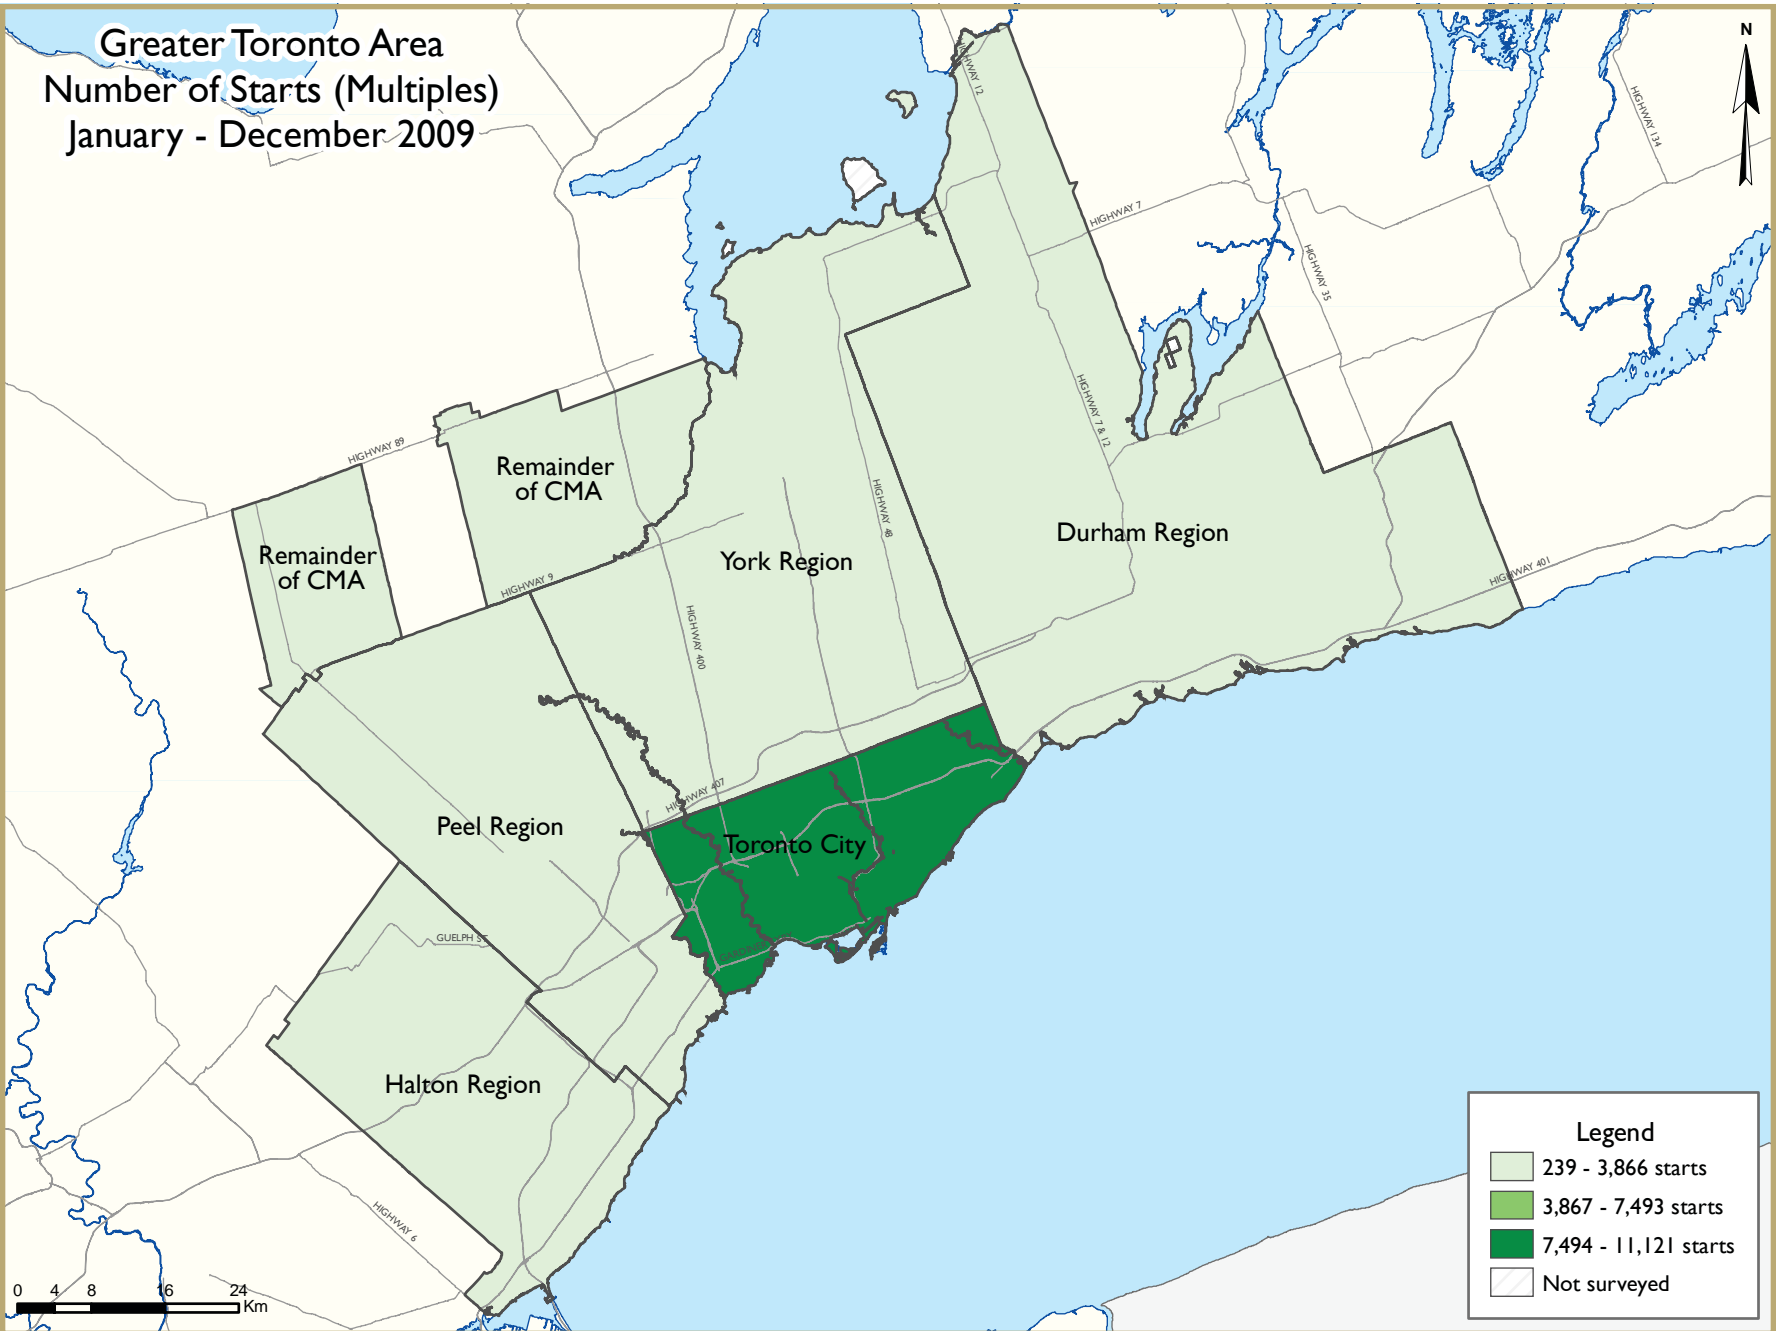 Greater Toronto Area
Number of Starts (Multiples)
January - December 2009
N
HIGHWAY 12
HIGHWAY 134
HIGHWAY 7
HIGHWAY 35
HIGHWAY 7 & 12
HIGHWAY 89
Remainder
of CMA
HIGHWAY 48
Remainder
of CMA
York Region
Durham Region
HIGHWAY 9
HIGHWAY 401
HIGHWAY 400
HIGHWAY 407
Peel Region
Toronto City
GUELPH ST
Halton Region
HIGHWAY 6
Legend
239 - 3,866 starts
3,867 - 7,493 starts
7,494 - 11,121 starts
Not surveyed
0 4 8 16 24
Km